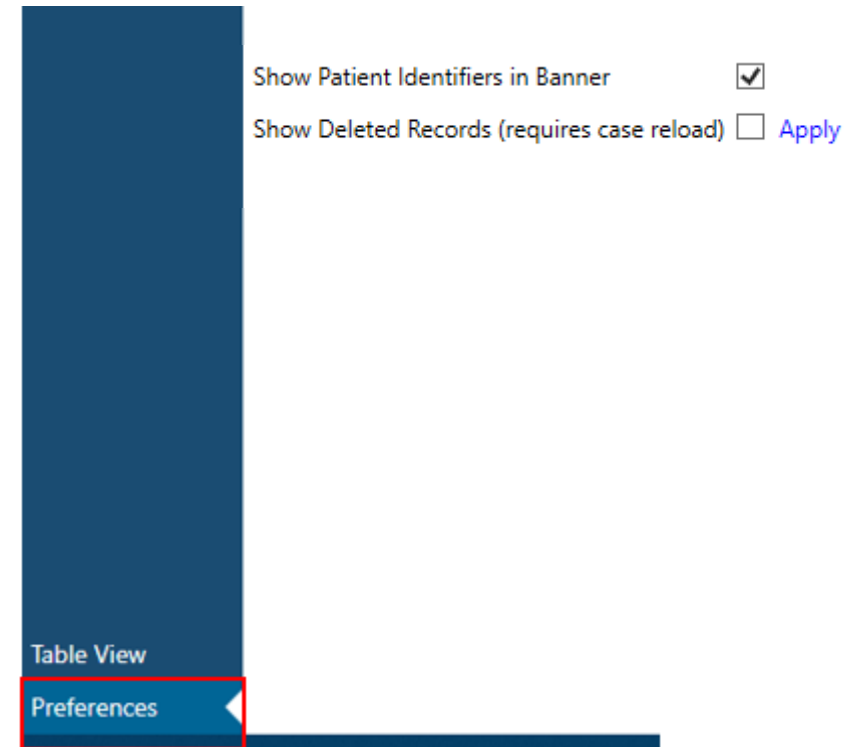 Show Patient Identifiers in Banner
Show Deleted Records (requires case reload) Apply
Table View
Preferences